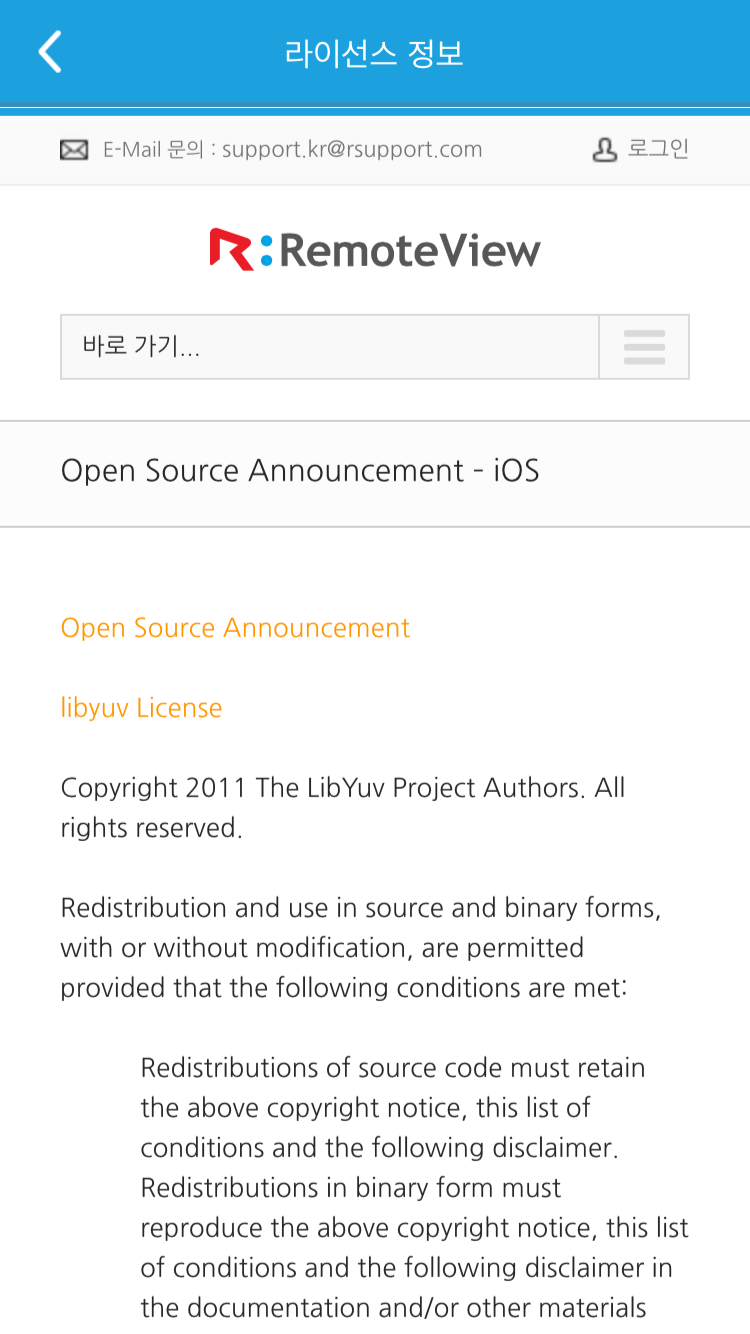 라이선스 정보
E-Mail 문의 : support.kr@rsupport.com
로그인
R:RemoteView
바로 가기...
Open Source Announcement - iOS
Open Source Announcement
libyuv License
Copyright 2011 The LibYuv Project Authors. All
rights reserved.
Redistribution and use in source and binary forms,
with or without modification, are permitted
provided that the following conditions are met:
Redistributions of source code must retain
the above copyright notice, this list of
conditions and the following disclaimer.
Redistributions in binary form must
reproduce the above copyright notice, this list
of conditions and the following disclaimer in
the documentation and/or other materials